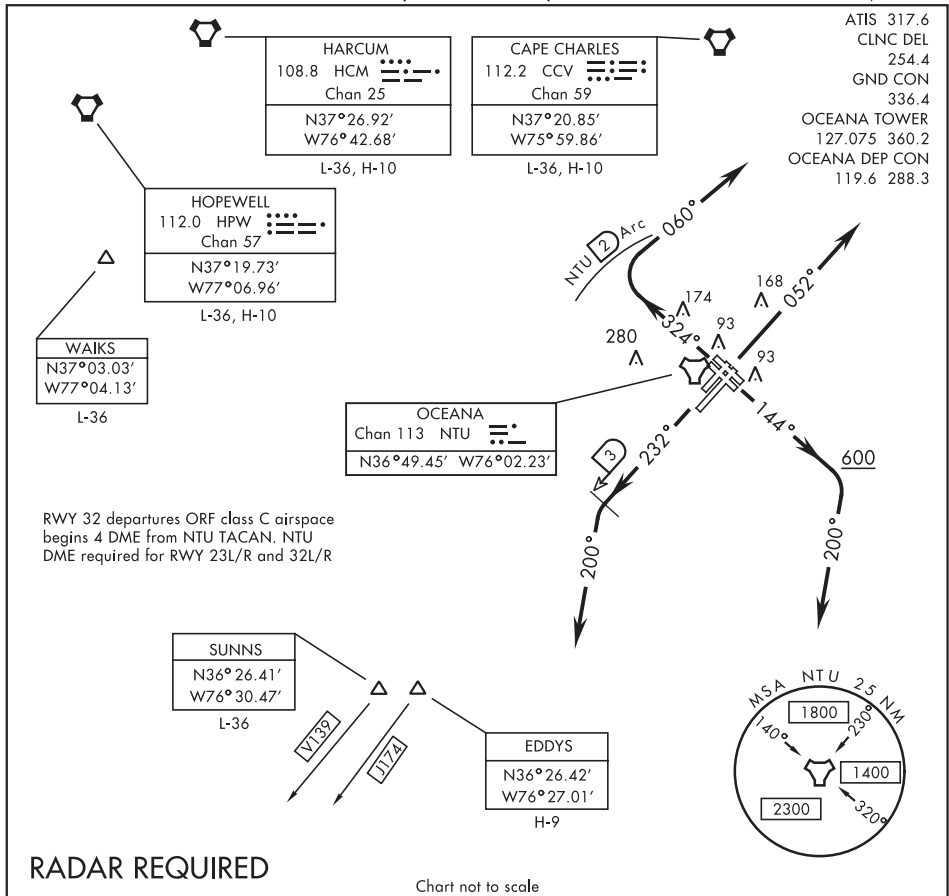 ATIS 317.6
CLNC DEL
254.4
GND CON
336.4
OCEANA TOWER
127.075 360.2
OCEANA DEP CON
119.6 288.3
HARCUM
108.8 HCM
Chan 25
N37°26.92'
W76°42.68'
L-36, H-10
CAPE CHARLES
112.2 CCV
Chan 59
N37°20.85'
W75°59.86'
L-36, H-10
HOPEWELL
112.0 HPW
Chan 57
N37°19.73'
W77°06.96'
L-36, H-10
WAIKS
N37°03.03'
W77°04.13'
L-36
NTU 2 Arc
060°
052°
324°
174
168
93
280
93
OCEANA
Chan 113 NTU
N36°49.45' W76°02.23'
232°
3
144°
600
200°
200°
RWY 32 departures ORF class C airspace
begins 4 DME from NTU TACAN. NTU
DME required for RWY 23L/R and 32L/R
SUNNS
N36°26.41'
W76°30.47'
L-36
V139
J174
EDDYS
N36°26.42'
W76°27.01'
H-9
MSA NTU 25 NM
1800
140°
230°
1400
2300
320°
RADAR REQUIRED
Chart not to scale